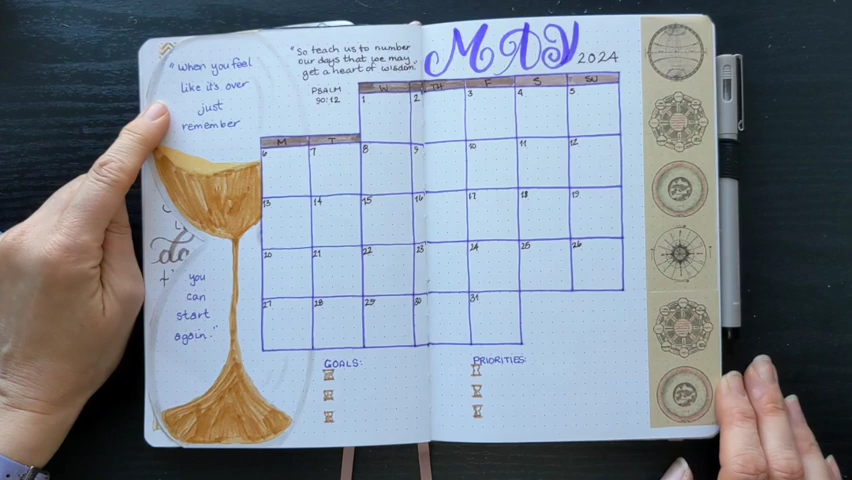 "When you feel
like it's over
just
remember
you
can
start
again."
"So teach us to number
our days that we may
get a heart of wisdom."
PSALM
90:12
MAY 2024
W TH F S SU
1 2 3 4 5
M T
6 7 8 9 10 11 12
13 14 15 16 17 18 19
20 21 22 23 24 25 26
27 28 29 30 31
GOALS:
PRIORITIES: